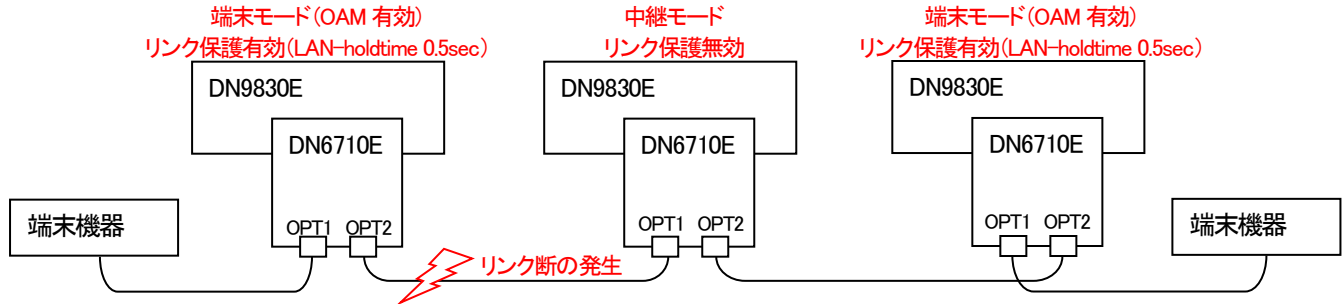 端末モード(OAM 有効)
リンク保護有効(LAN-holdtime 0.5sec)
中継モード
リンク保護無効
端末モード(OAM 有効)
リンク保護有効(LAN-holdtime 0.5sec)
DN9830E
DN9830E
DN9830E
DN6710E
DN6710E
DN6710E
端末機器
OPT1 OPT2
OPT1 OPT2
OPT1 OPT2
端末機器
リンク断の発生